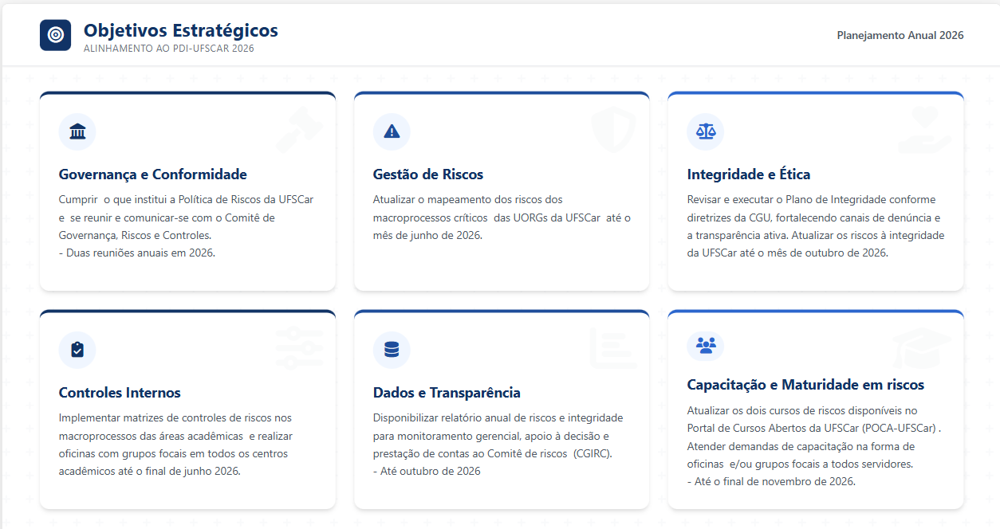 Objetivos Estratégicos
ALINHAMENTO AO PDI-UFSCAR 2026
Planejamento Anual 2026
Governança e Conformidade
Cumprir  o que institui a Política de Riscos da UFSCar
e  se reunir e comunicar-se com o Comitê de
Governança, Riscos e Controles.
- Duas reuniões anuais em 2026.
Gestão de Riscos
Atualizar o mapeamento dos riscos dos
macroprocessos críticos  das UORGs da UFSCar  até o
mês de junho de 2026.
Integridade e Ética
Revisar e executar o Plano de Integridade conforme
diretrizes da CGU, fortalecendo canais de denúncia e
a transparência ativa. Atualizar os riscos à integridade
da UFSCar até o mês de outubro de 2026.
Controles Internos
Implementar matrizes de controles de riscos nos
macroprocessos das áreas acadêmicas  e realizar
oficinas com grupos focais em todos os centros
acadêmicos até o final de junho 2026.
Dados e Transparência
Disponibilizar relatório anual de riscos e integridade
para monitoramento gerencial, apoio à decisão e
prestação de contas ao Comitê de riscos  (CGIRC).
- Até outubro de 2026
Capacitação e Maturidade em riscos
Atualizar os dois cursos de riscos disponíveis no
Portal de Cursos Abertos da UFSCar (POCA-UFSCar) .
Atender demandas de capacitação na forma de
oficinas  e/ou grupos focais a todos servidores.
- Até o final de novembro de 2026.